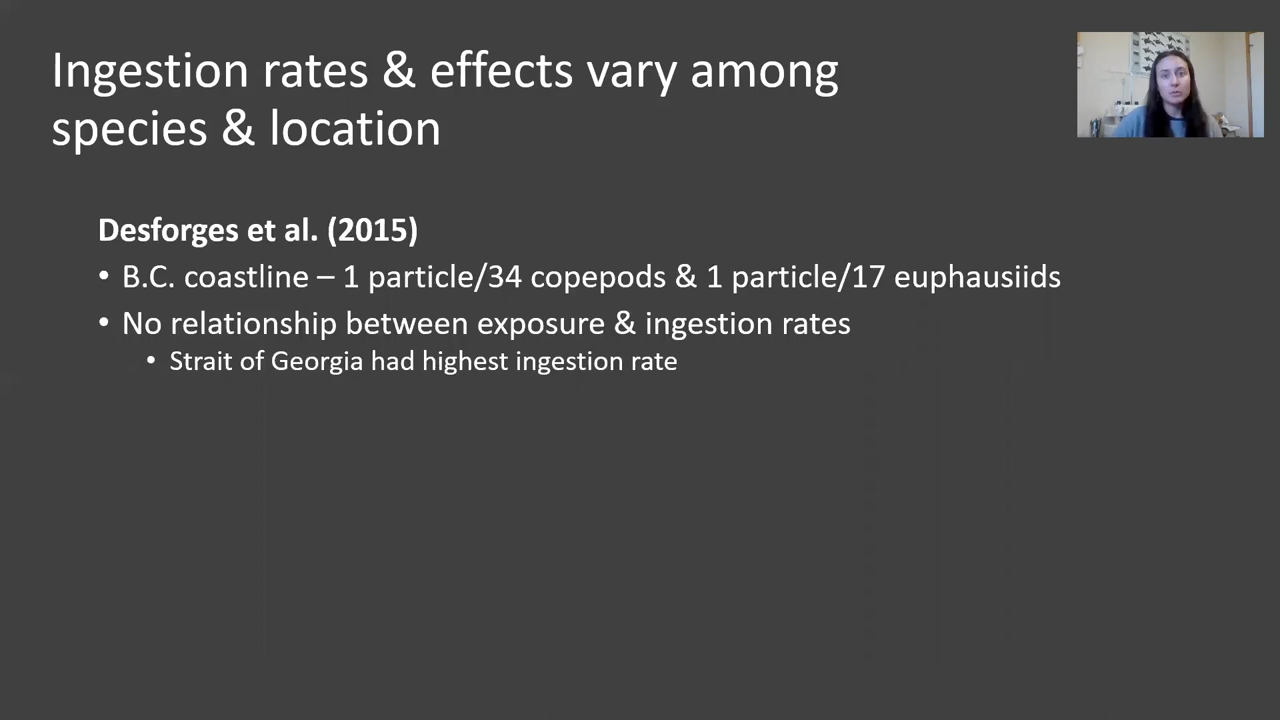 Ingestion rates & effects vary among
species & location
Desforges et al. (2015)
• B.C. coastline – 1 particle/34 copepods & 1 particle/17 euphausiids
• No relationship between exposure & ingestion rates
• Strait of Georgia had highest ingestion rate